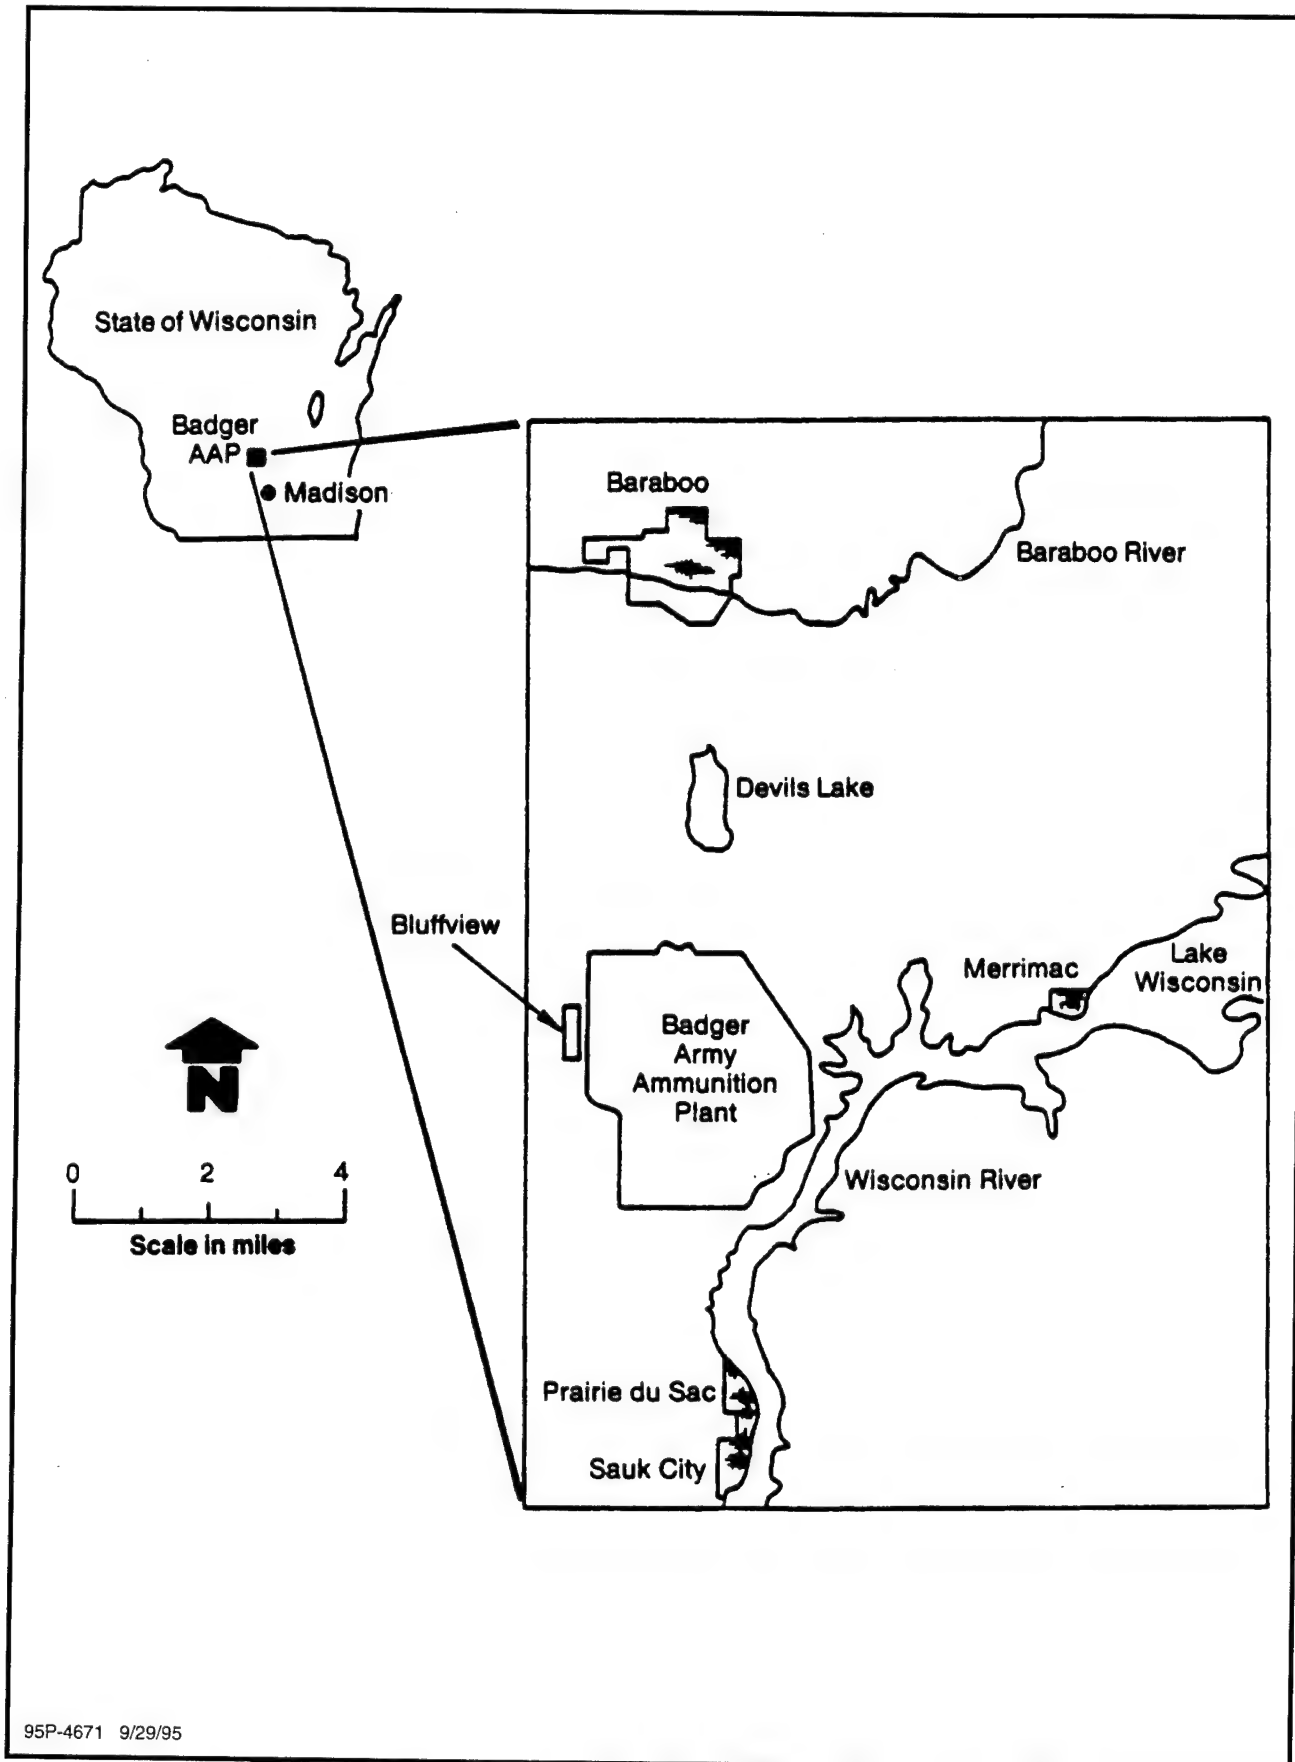 State of Wisconsin
Badger
AAP
Madison
Baraboo
Baraboo River
Devils Lake
Bluffview
Merrimac
Lake
Wisconsin
Badger
Army
Ammunition
Plant
N
0 2 4
Scale in miles
Wisconsin River
Prairie du Sac
Sauk City
95P-4671 9/29/95